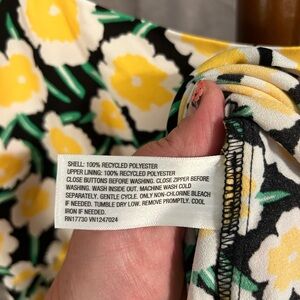 SHELL: 100% RECYCLED POLYESTER
UPPER LINING: 100% RECYCLED POLYESTER
CLOSE BUTTONS BEFORE WASHING. CLOSE ZIPPER BEFORE
WASHING. WASH INSIDE OUT. MACHINE WASH COLD
SEPARATELY, GENTLE CYCLE. ONLY NON-CHLORINE BLEACH
IF NEEDED. TUMBLE DRY LOW. REMOVE PROMPTLY. COOL
IRON IF NEEDED.
RN17730 VN1247024